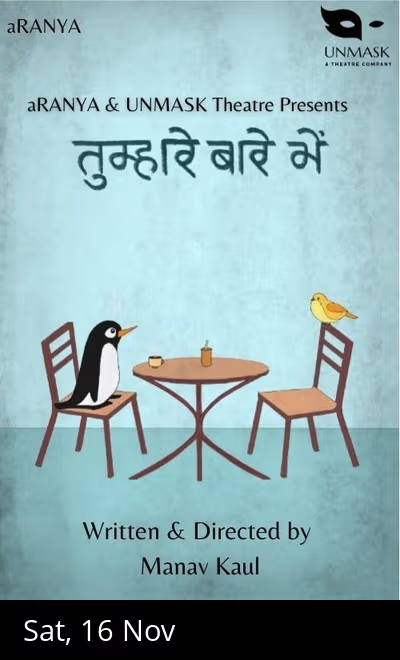 aRANYA
UNMASK
A THEATRE COMPANY
aRANYA & UNMASK Theatre Presents
तुम्हारे बारे में
Written & Directed by
Manav Kaul
Sat, 16 Nov